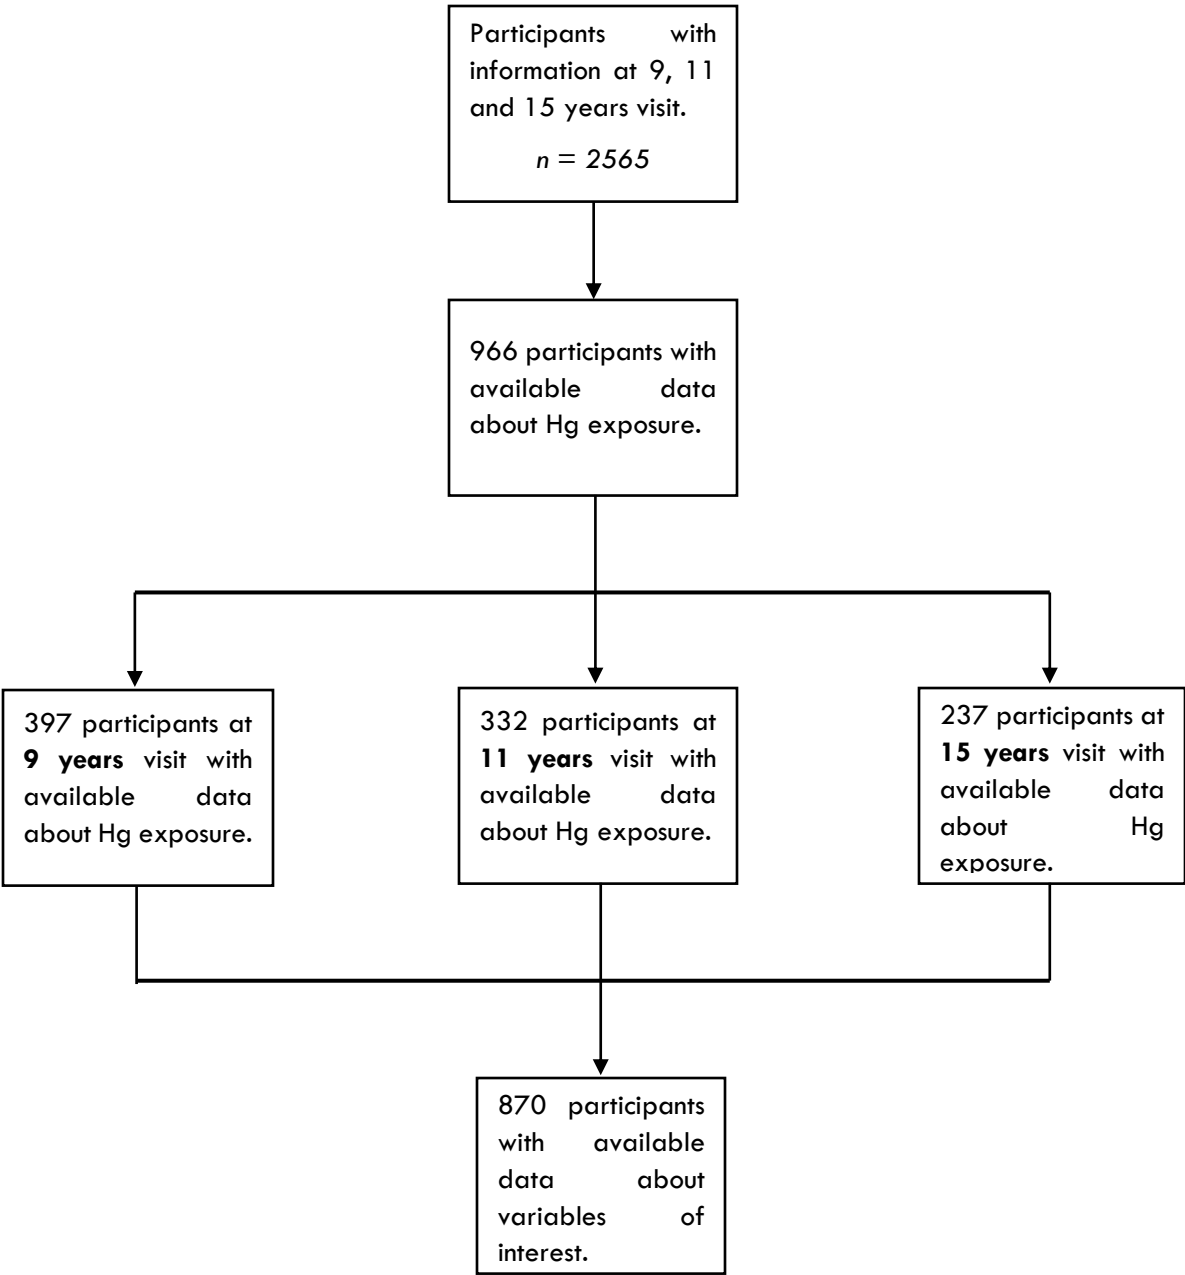 Participants with
information at 9, 11
and 15 years visit.
n = 2565
966 participants with
available data
about Hg exposure.
397 participants at
9 years visit with
available data
about Hg exposure.
332 participants at
11 years visit with
available data
about Hg exposure.
237 participants at
15 years visit with
available data
about Hg
exposure.
870 participants
with available
data about
variables of
interest.